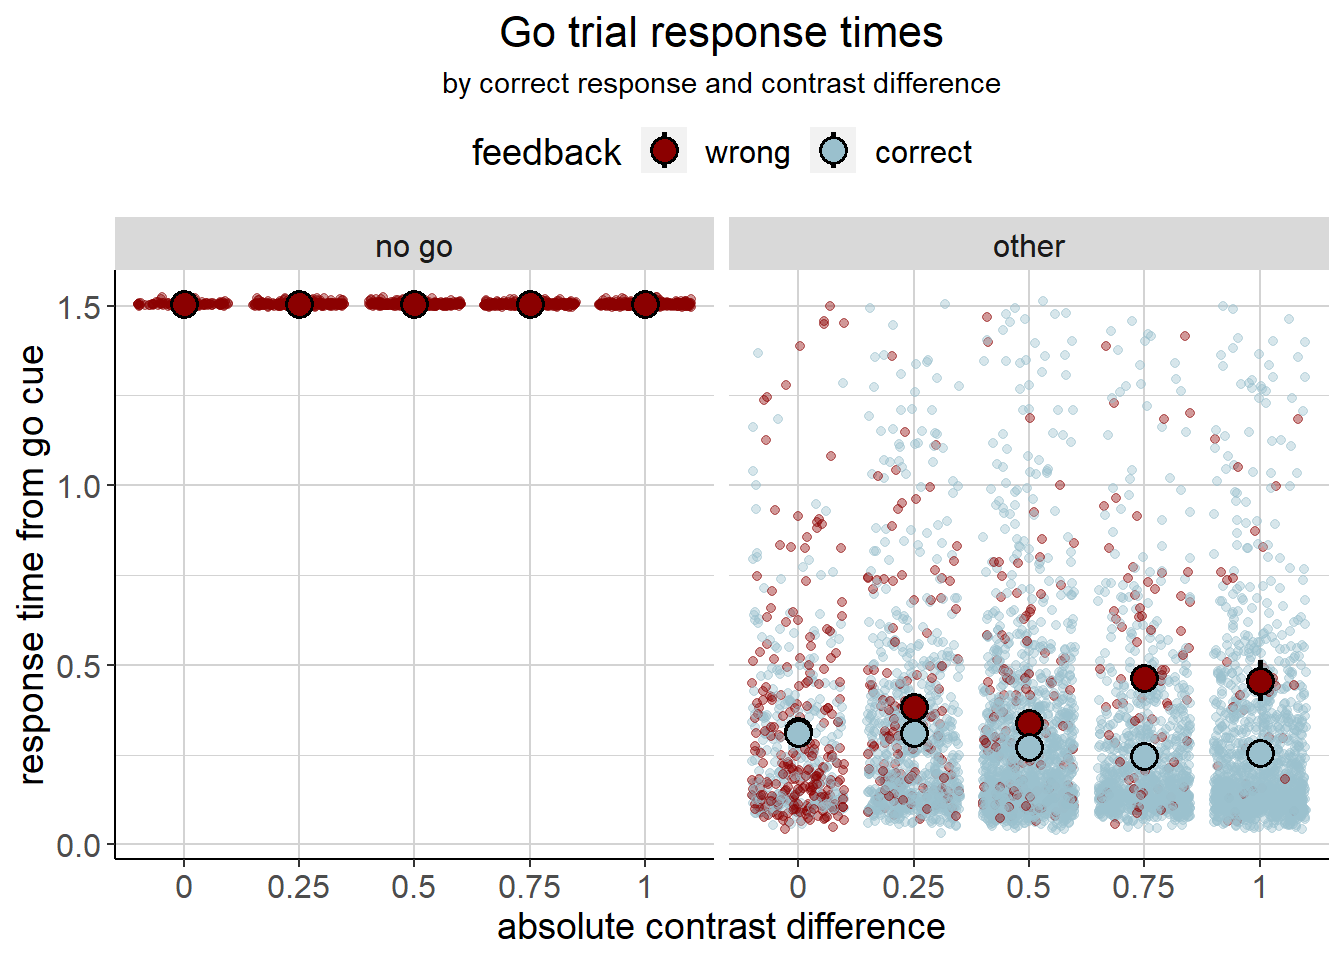 Go trial response times
by correct response and contrast difference
feedback wrong correct
no go other
response time from go cue
1.5
1.0
0.5
0.0
0 0.25 0.5 0.75 1 0 0.25 0.5 0.75 1
absolute contrast difference